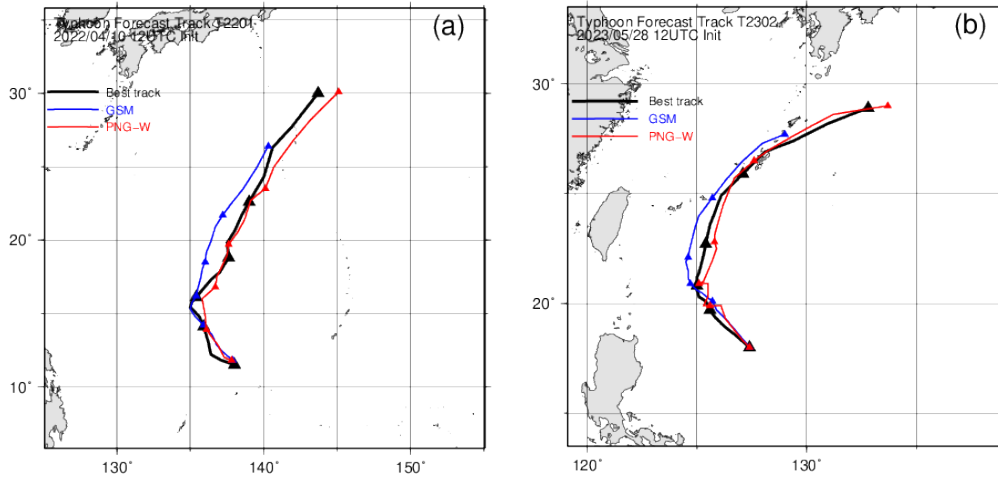 Typhoon Forecast Track T2201
2022/04/10 12UTC Init
(a)
Best track
GSM
PNG-W
30°
20°
10°
130°
140°
150°
Typhoon Forecast Track T2302
2023/05/28 12UTC Init
(b)
Best track
GSM
PNG-W
30°
20°
120°
130°